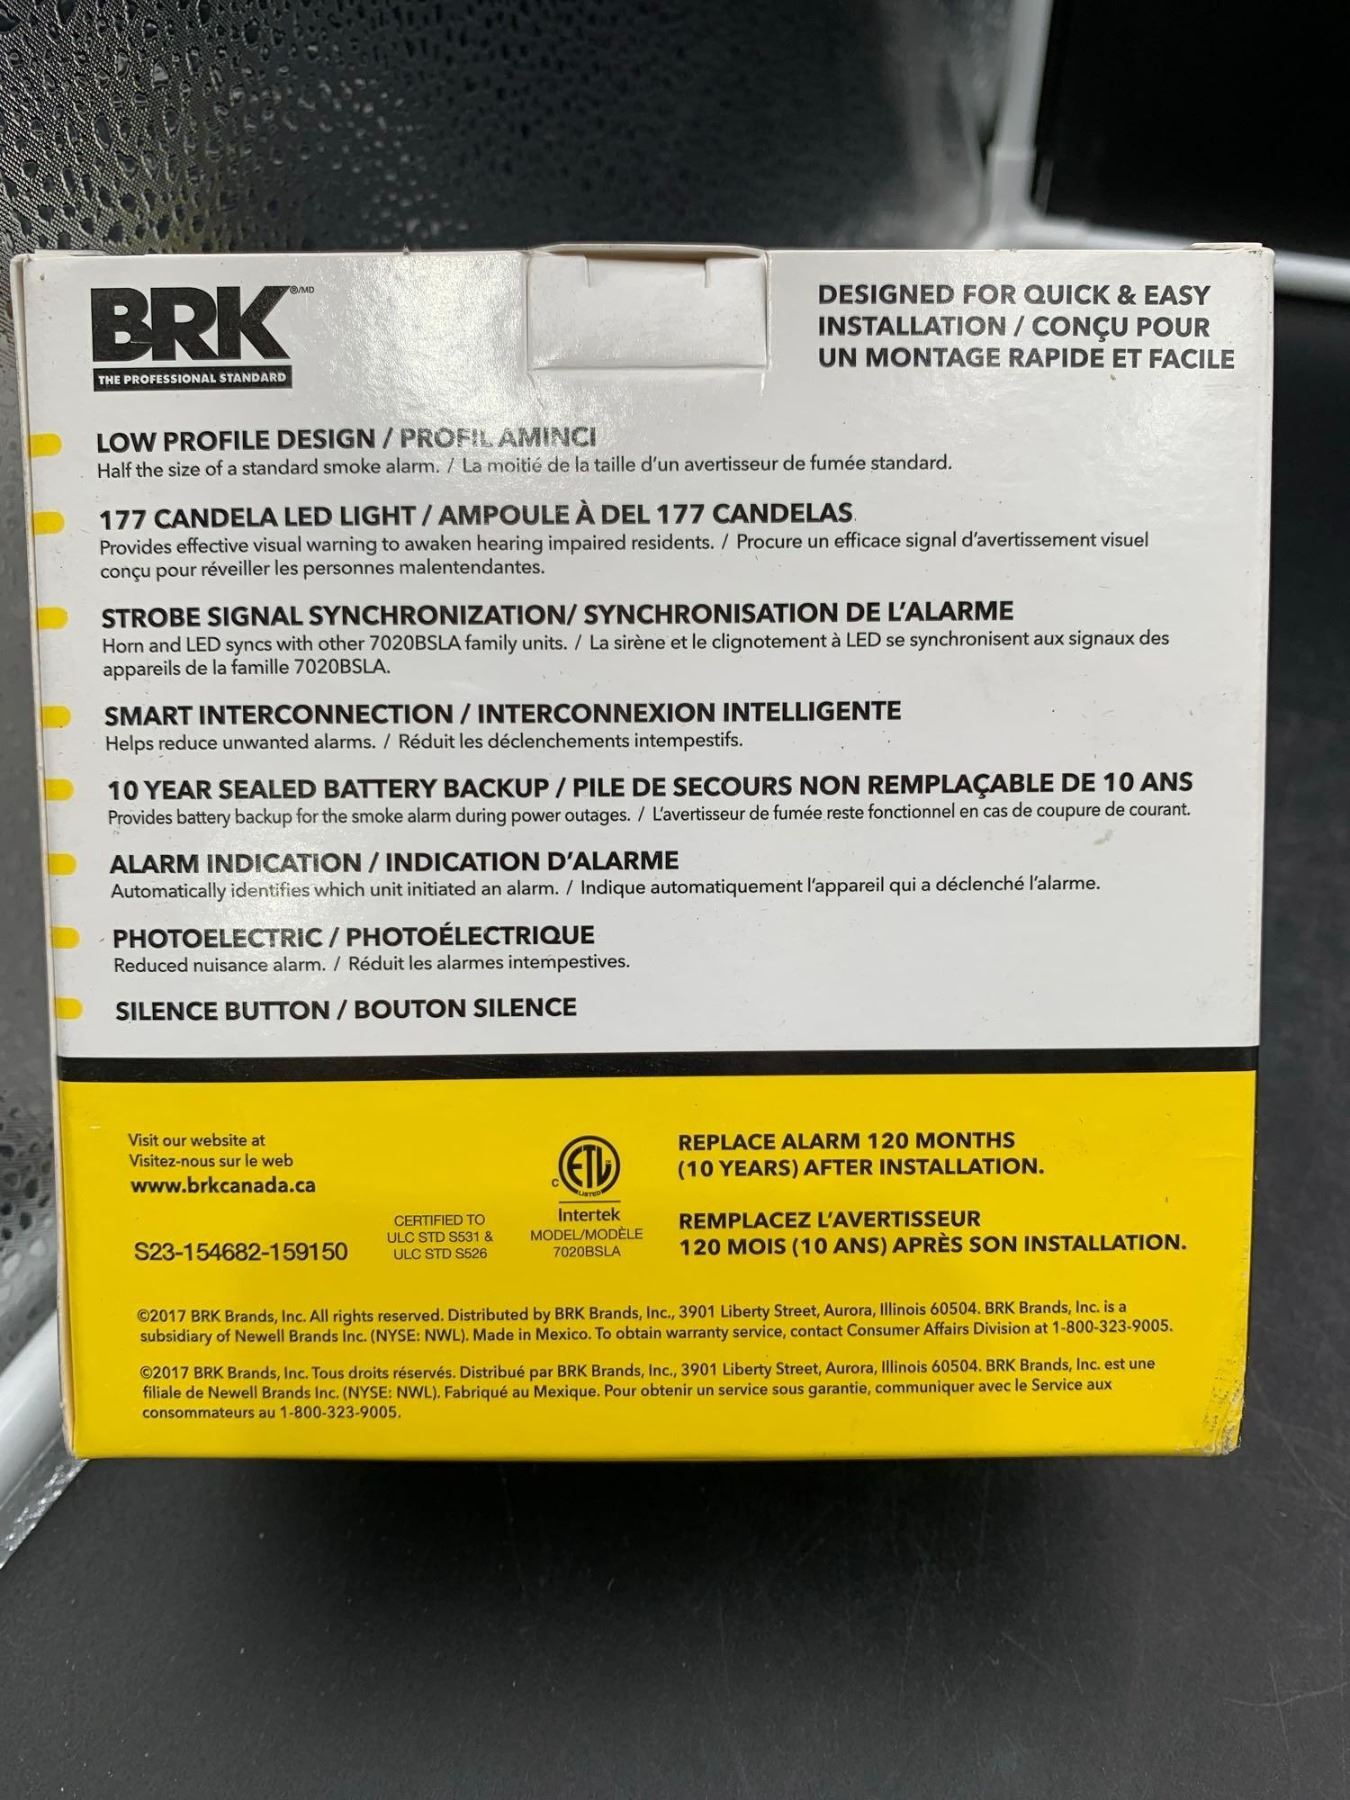 BRK ®/MD
THE PROFESSIONAL STANDARD
DESIGNED FOR QUICK & EASY
INSTALLATION / CONÇU POUR
UN MONTAGE RAPIDE ET FACILE
LOW PROFILE DESIGN / PROFIL AMINCI
Half the size of a standard smoke alarm. / La moitié de la taille d'un avertisseur de fumée standard.
177 CANDELA LED LIGHT / AMPOULE À DEL 177 CANDELAS
Provides effective visual warning to awaken hearing impaired residents. / Procure un efficace signal d'avertissement visuel
conçu pour réveiller les personnes malentendantes.
STROBE SIGNAL SYNCHRONIZATION/ SYNCHRONISATION DE L'ALARME
Horn and LED syncs with other 7020BSLA family units. / La sirène et le clignotement à LED se synchronisent aux signaux des
appareils de la famille 7020BSLA.
SMART INTERCONNECTION / INTERCONNEXION INTELLIGENTE
Helps reduce unwanted alarms. / Réduit les déclenchements intempestifs.
10 YEAR SEALED BATTERY BACKUP / PILE DE SECOURS NON REMPLAÇABLE DE 10 ANS
Provides battery backup for the smoke alarm during power outages. / L'avertisseur de fumée reste fonctionnel en cas de coupure de courant.
ALARM INDICATION / INDICATION D'ALARME
Automatically identifies which unit initiated an alarm. / Indique automatiquement l'appareil qui a déclenché l'alarme.
PHOTOELECTRIC / PHOTOÉLECTRIQUE
Reduced nuisance alarm. / Réduit les alarmes intempestives.
SILENCE BUTTON / BOUTON SILENCE
Visit our website at
Visitez-nous sur le web
www.brkcanada.ca
S23-154682-159150
CERTIFIED TO
ULC STD S531 &
ULC STD S526
C ETL
LISTED
Intertek
MODEL/MODÈLE
7020BSLA
REPLACE ALARM 120 MONTHS
(10 YEARS) AFTER INSTALLATION.
REMPLACEZ L'AVERTISSEUR
120 MOIS (10 ANS) APRÈS SON INSTALLATION.
©2017 BRK Brands, Inc. All rights reserved. Distributed by BRK Brands, Inc., 3901 Liberty Street, Aurora, Illinois 60504. BRK Brands, Inc. is a
subsidiary of Newell Brands Inc. (NYSE: NWL). Made in Mexico. To obtain warranty service, contact Consumer Affairs Division at 1-800-323-9005.
©2017 BRK Brands, Inc. Tous droits réservés. Distribué par BRK Brands, Inc., 3901 Liberty Street, Aurora, Illinois 60504. BRK Brands, Inc. est une
filiale de Newell Brands Inc. (NYSE: NWL). Fabriqué au Mexique. Pour obtenir un service sous garantie, communiquer avec le Service aux
consommateurs au 1-800-323-9005.